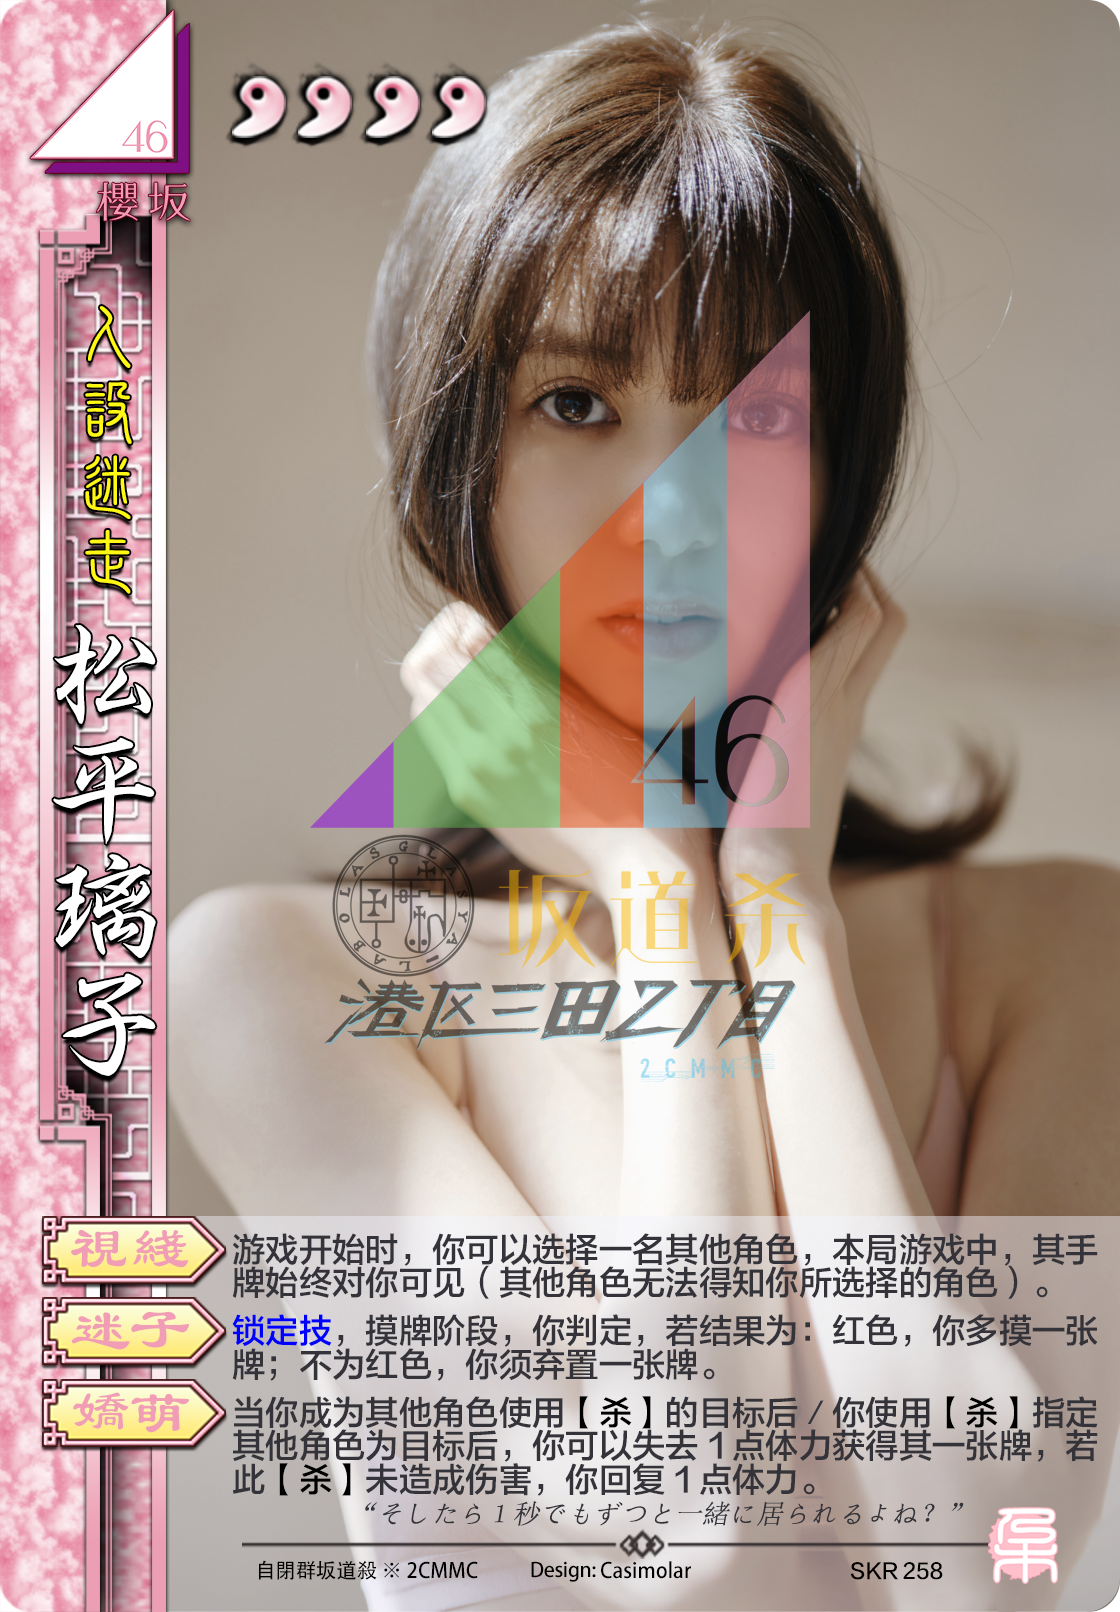 46
櫻坂
人設迷走
松平璃子
46
GLASYA-LABOLAS
坂道杀
港区三田2丁目
2CMMC
視綫
游戏开始时，你可以选择一名其他角色，本局游戏中，其手
牌始终对你可见（其他角色无法得知你所选择的角色）。
迷子
锁定技，摸牌阶段，你判定，若结果为：红色，你多摸一张
牌；不为红色，你须弃置一张牌。
嬌萌
当你成为其他角色使用【杀】的目标后／你使用【杀】指定
其他角色为目标后，你可以失去1点体力获得其一张牌，若
此【杀】未造成伤害，你回复1点体力。
“そしたら１秒でもずつと一緒に居られるよね？”
自閉群坂道殺 ※ 2CMMC
Design: Casimolar
SKR 258